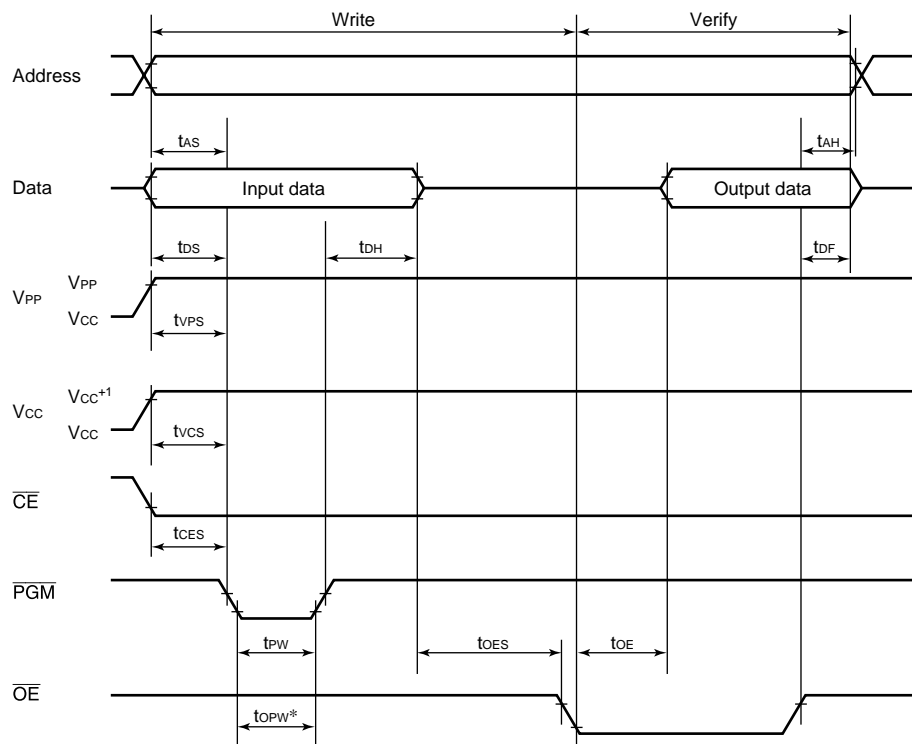 Write Verify
Address
tAS tAH
Data Input data Output data
tDS tDH tDF
VPP VPP
VCC
tVPS
VCC VCC+1
VCC
tVCS
CE
tCES
PGM
tPW tOES tOE
OE
tOPW*